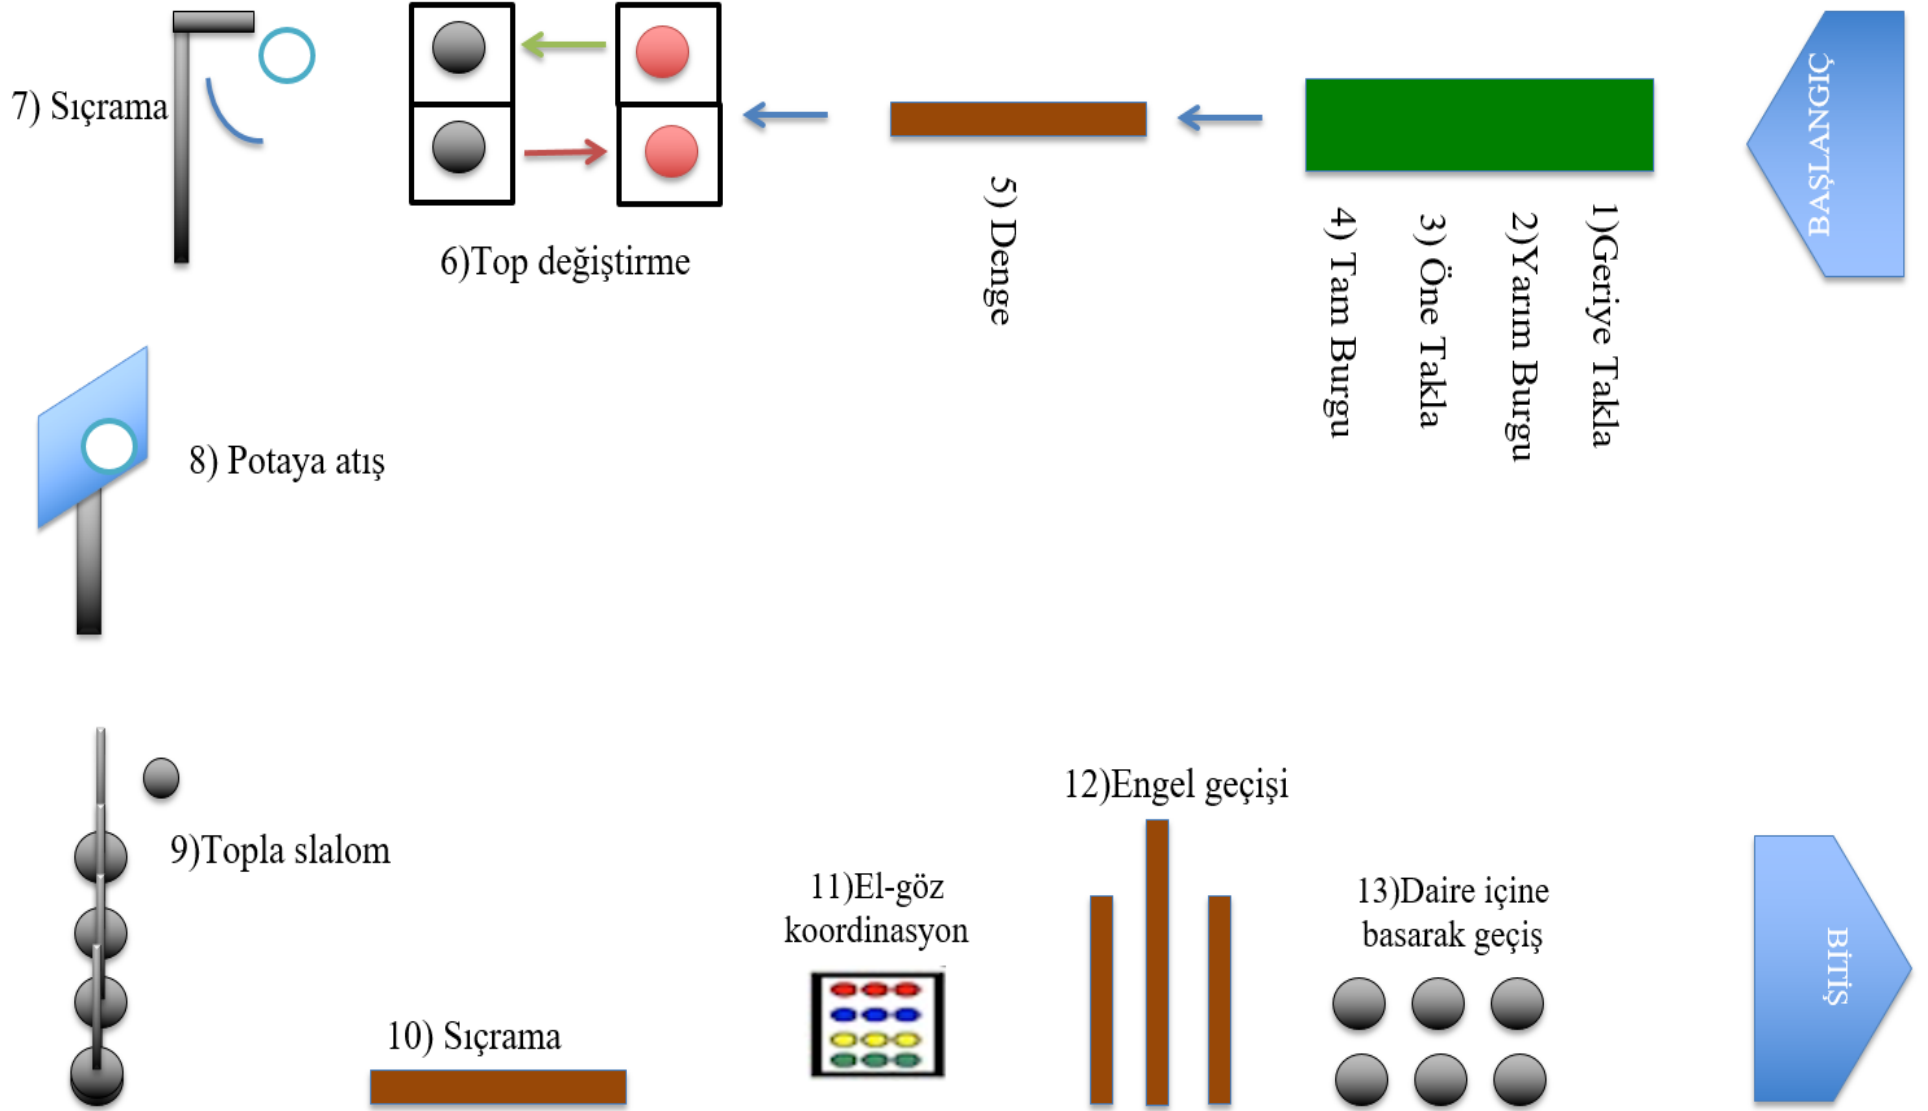 BAŞLANGIÇ
1)Geriye Takla
2)Yarım Burgu
3) Öne Takla
4) Tam Burgu
5) Denge
6)Top değiştirme
7) Sıçrama
8) Potaya atış
9)Topla slalom
10) Sıçrama
11)El-göz
koordinasyon
12)Engel geçişi
13)Daire içine
basarak geçiş
BİTİŞ